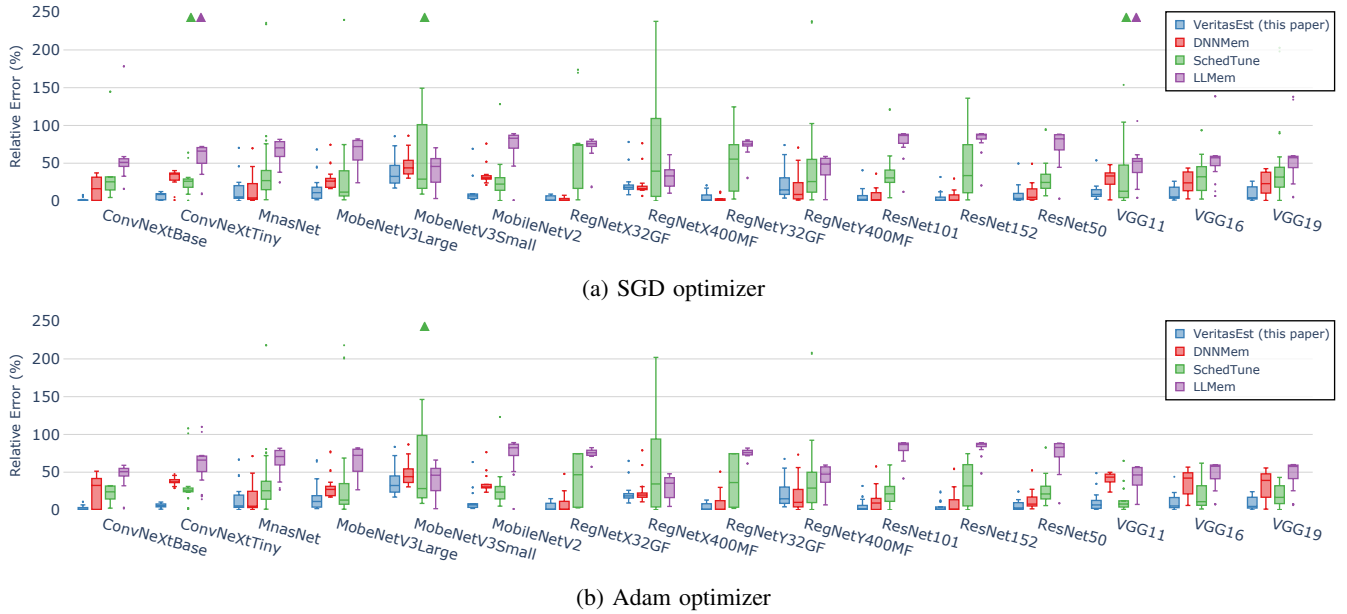 250
200
150
100
50
0
Relative Error (%)
VeritasEst (this paper)
DNNMem
SchedTune
LLMem
ConvNeXtBase
ConvNeXtTiny
MnasNet
MobeNetV3Large
MobeNetV3Small
MobileNetV2
RegNetX32GF
RegNetX400MF
RegNetY32GF
RegNetY400MF
ResNet101
ResNet152
ResNet50
VGG11
VGG16
VGG19
(a) SGD optimizer
250
200
150
100
50
0
Relative Error (%)
VeritasEst (this paper)
DNNMem
SchedTune
LLMem
ConvNeXtBase
ConvNeXtTiny
MnasNet
MobeNetV3Large
MobeNetV3Small
MobileNetV2
RegNetX32GF
RegNetX400MF
RegNetY32GF
RegNetY400MF
ResNet101
ResNet152
ResNet50
VGG11
VGG16
VGG19
(b) Adam optimizer